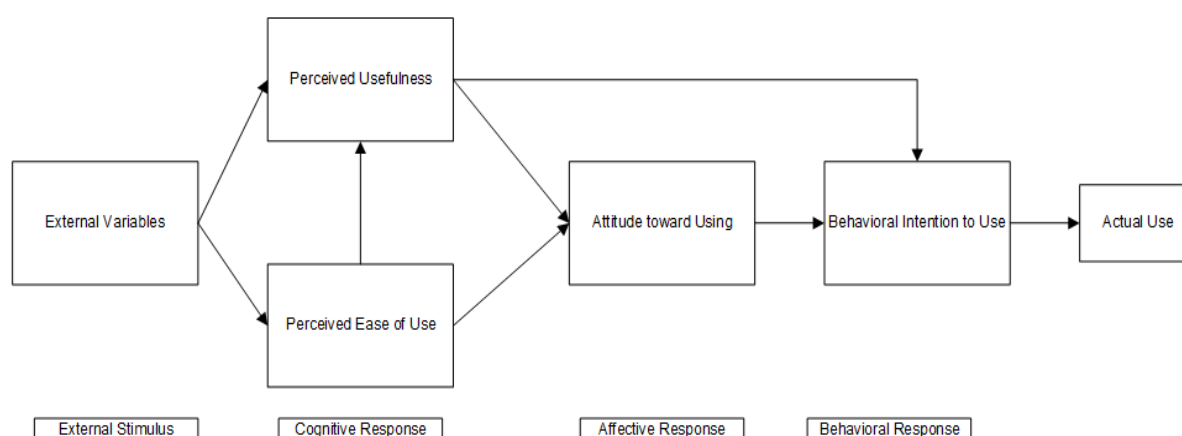 Perceived Usefulness
External Variables
Attitude toward Using
Behavioral Intention to Use
Actual Use
Perceived Ease of Use
External Stimulus
Cognitive Response
Affective Response
Behavioral Response